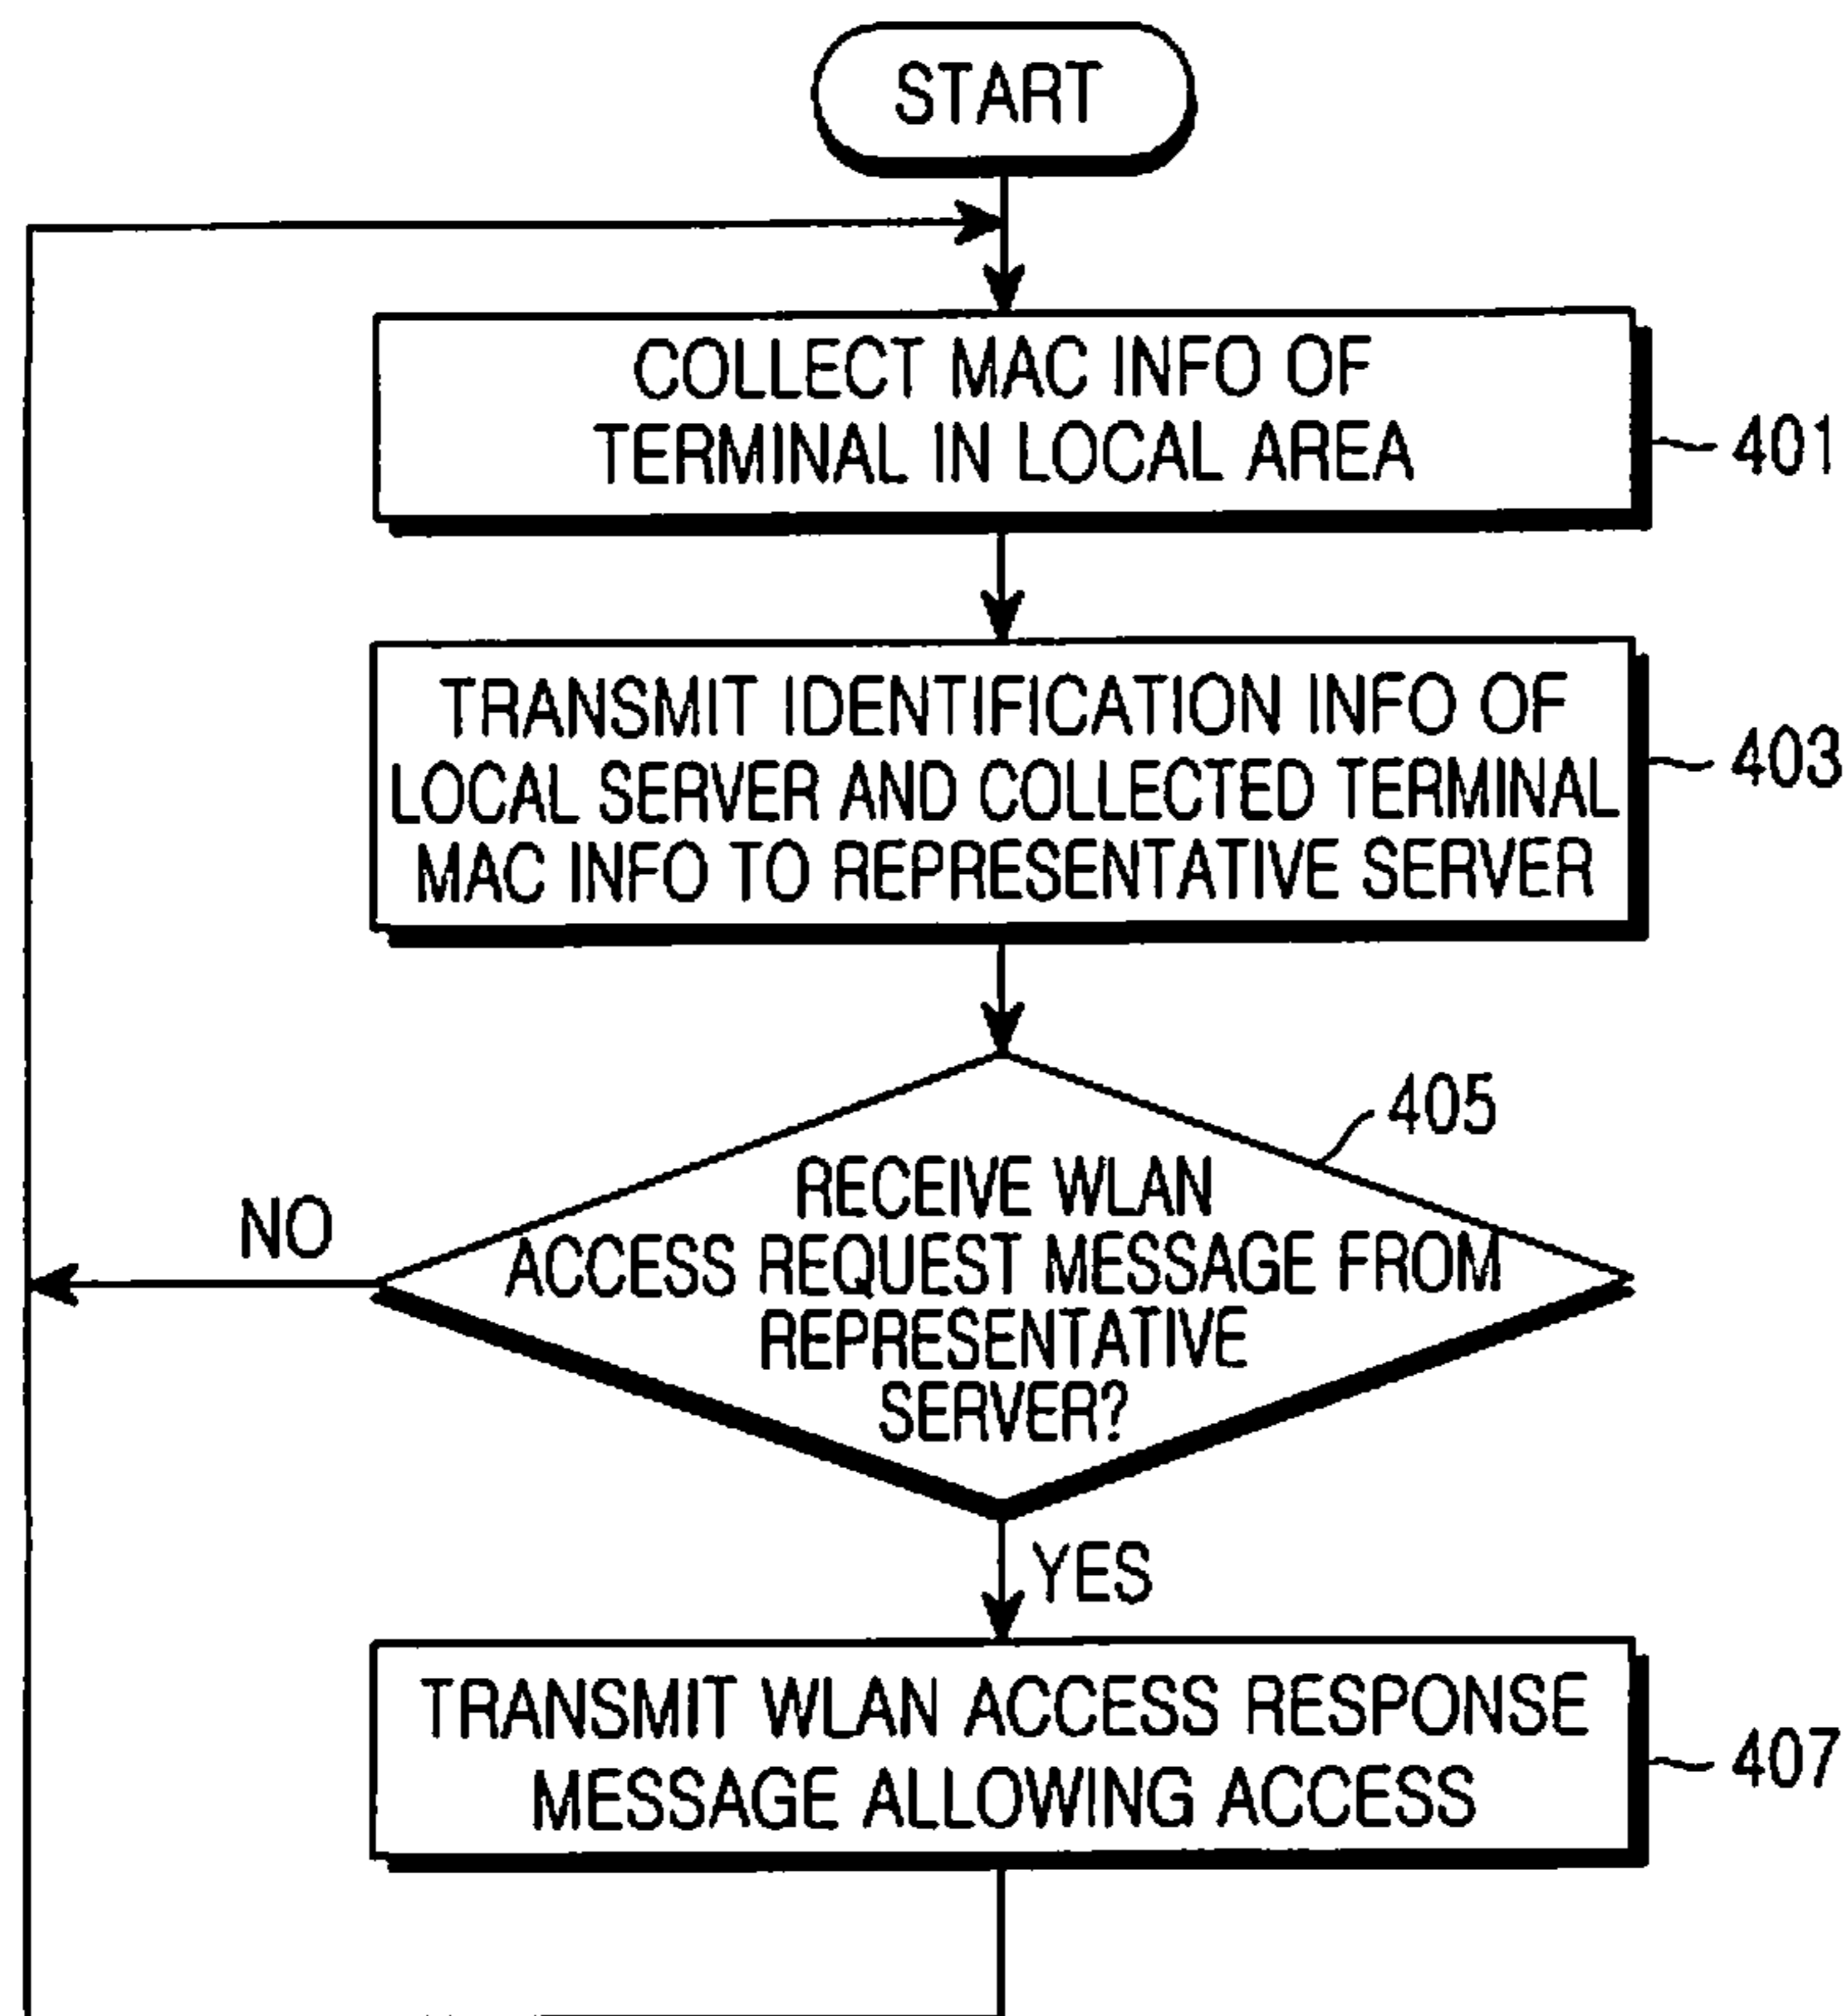 START
COLLECT MAC INFO OF
TERMINAL IN LOCAL AREA
401
TRANSMIT IDENTIFICATION INFO OF
LOCAL SERVER AND COLLECTED TERMINAL
MAC INFO TO REPRESENTATIVE SERVER
403
405
RECEIVE WLAN
ACCESS REQUEST MESSAGE FROM
REPRESENTATIVE
SERVER?
NO
YES
TRANSMIT WLAN ACCESS RESPONSE
MESSAGE ALLOWING ACCESS
407